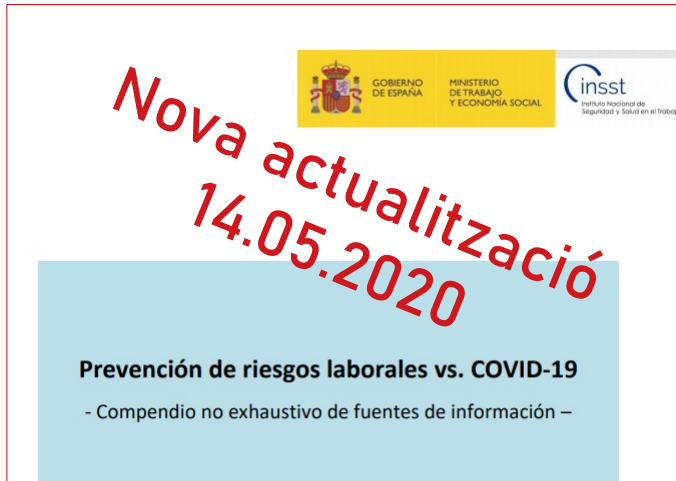 GOBIERNO
DE ESPAÑA
MINISTERIO
DE TRABAJO
Y ECONOMÍA SOCIAL
insst
Instituto Nacional de
Seguridad y Salud en el Trabajo
Nova actualització
14.05.2020
Prevención de riesgos laborales vs. COVID-19
- Compendio no exhaustivo de fuentes de información –